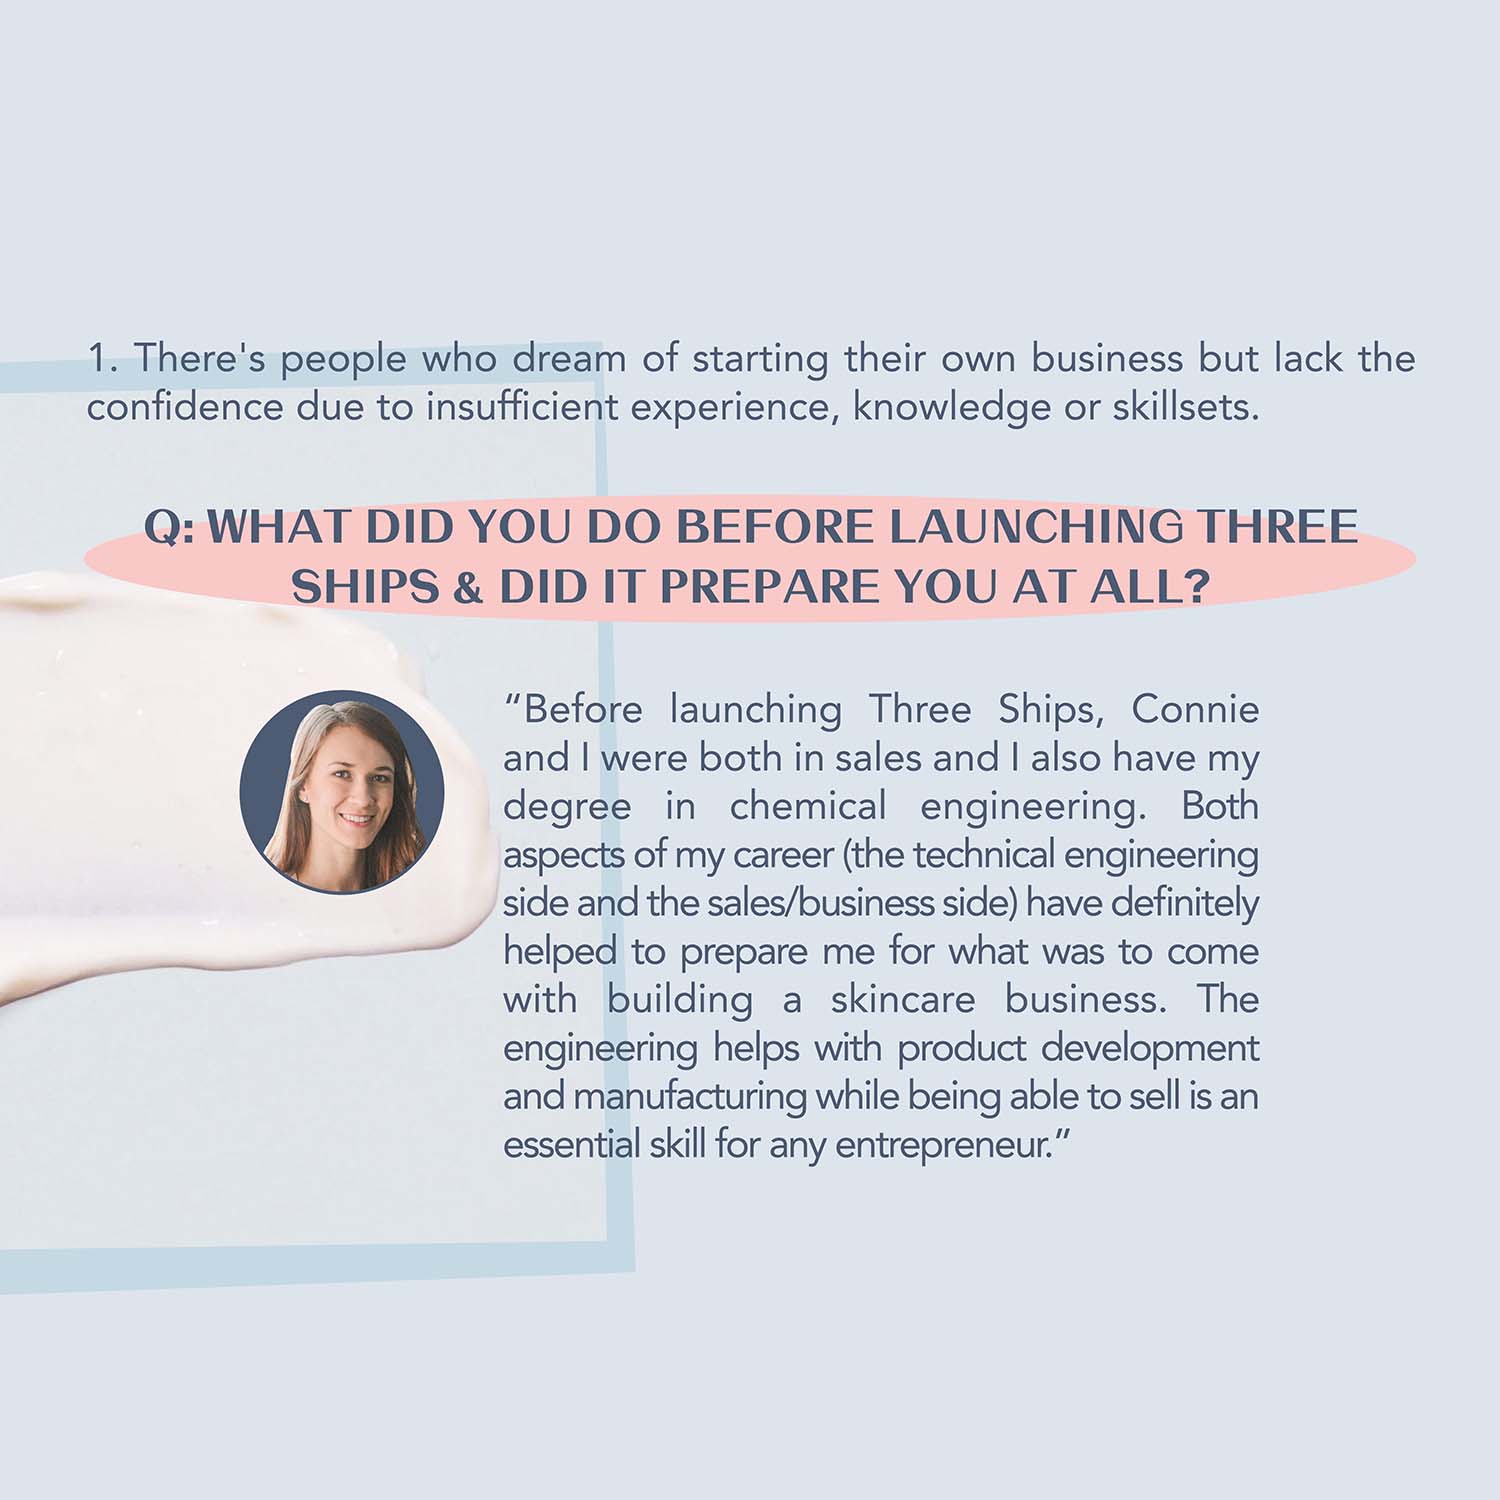 1. There's people who dream of starting their own business but lack the
confidence due to insufficient experience, knowledge or skillsets.
Q: WHAT DID YOU DO BEFORE LAUNCHING THREE
SHIPS & DID IT PREPARE YOU AT ALL?
“Before launching Three Ships, Connie
and I were both in sales and I also have my
degree in chemical engineering. Both
aspects of my career (the technical engineering
side and the sales/business side) have definitely
helped to prepare me for what was to come
with building a skincare business. The
engineering helps with product development
and manufacturing while being able to sell is an
essential skill for any entrepreneur.”